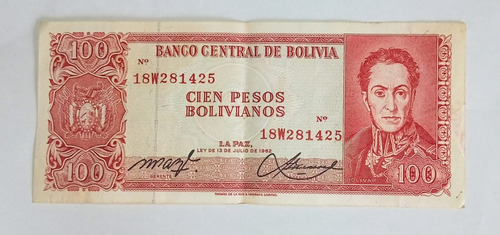 100
BANCO CENTRAL DE BOLIVIA
Nº
18W281425
CIEN PESOS
BOLIVIANOS
Nº
18W281425
LA PAZ,
LEY DE 13 DE JULIO DE 1962
GERENTE
100
100